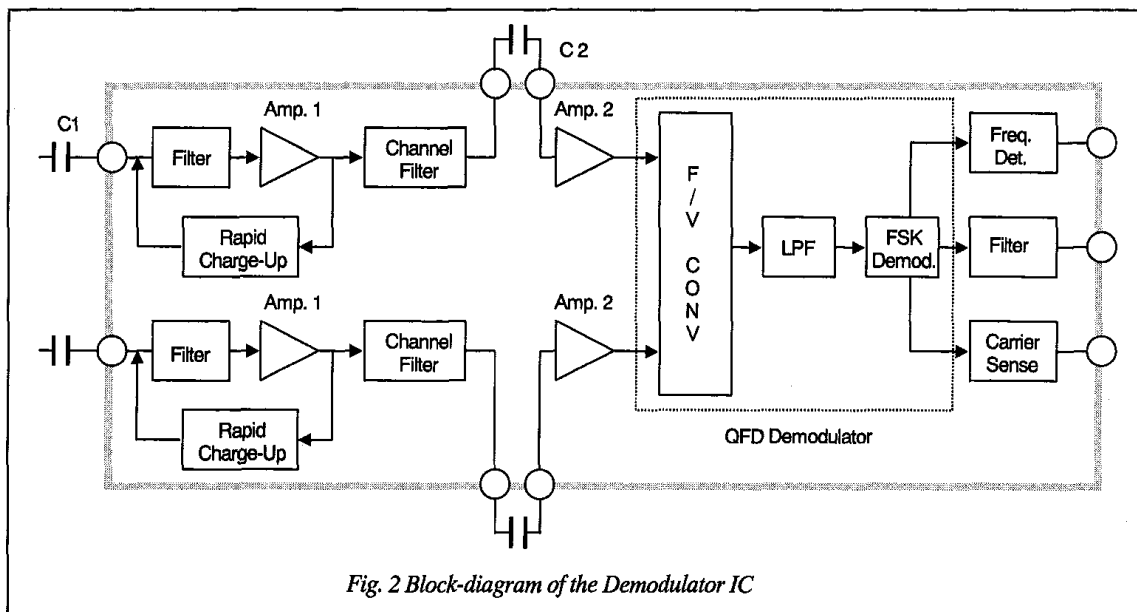 C 2
C1
Amp. 1
Amp. 2
Filter
Channel
Filter
Rapid
Charge-Up
F
/
V
C
O
N
V
LPF
FSK
Demod.
Freq.
Det.
Filter
Carrier
Sense
Amp. 1
Amp. 2
Filter
Channel
Filter
Rapid
Charge-Up
QFD Demodulator
Fig. 2 Block-diagram of the Demodulator IC